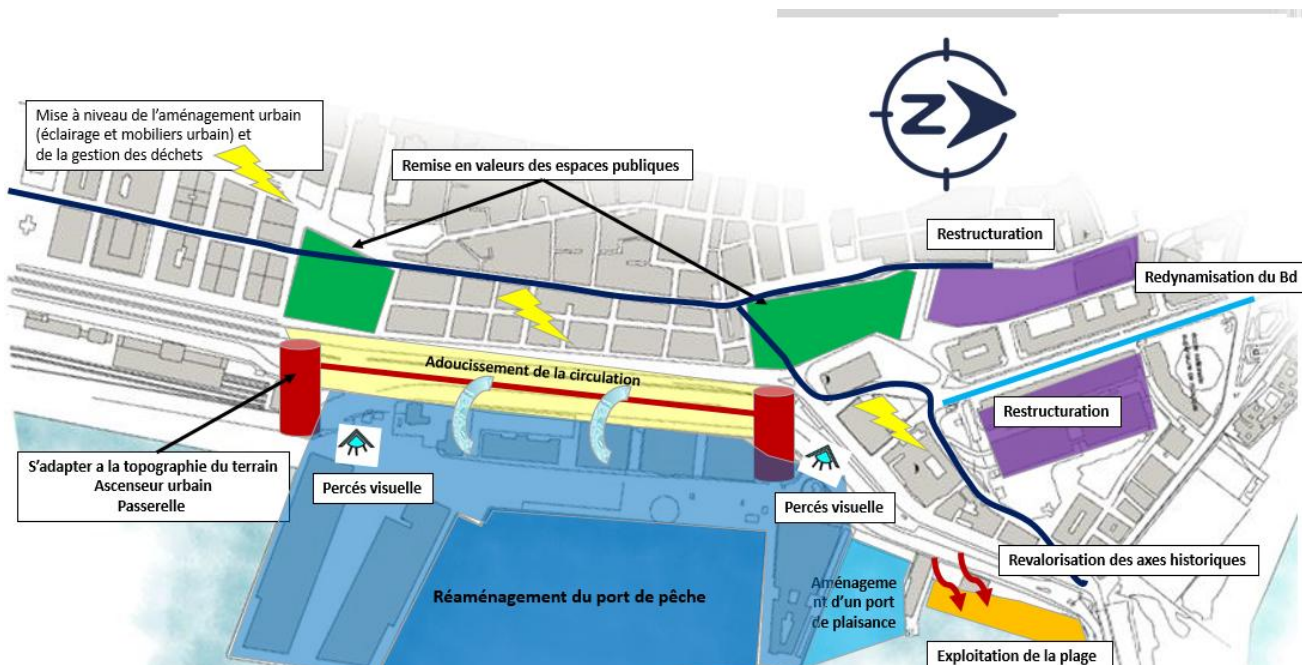 Mise à niveau de l'aménagement urbain
(éclairage et mobiliers urbain) et
de la gestion des déchets
Remise en valeurs des espaces publiques
Z
Restructuration
Redynamisation du Bd
Adoucissement de la circulation
Restructuration
S'adapter a la topographie du terrain
Ascenseur urbain
Passerelle
Percés visuelle
Percés visuelle
Revalorisation des axes historiques
Réaménagement du port de pêche
Aménageme
nt d'un port
de plaisance
Exploitation de la plage